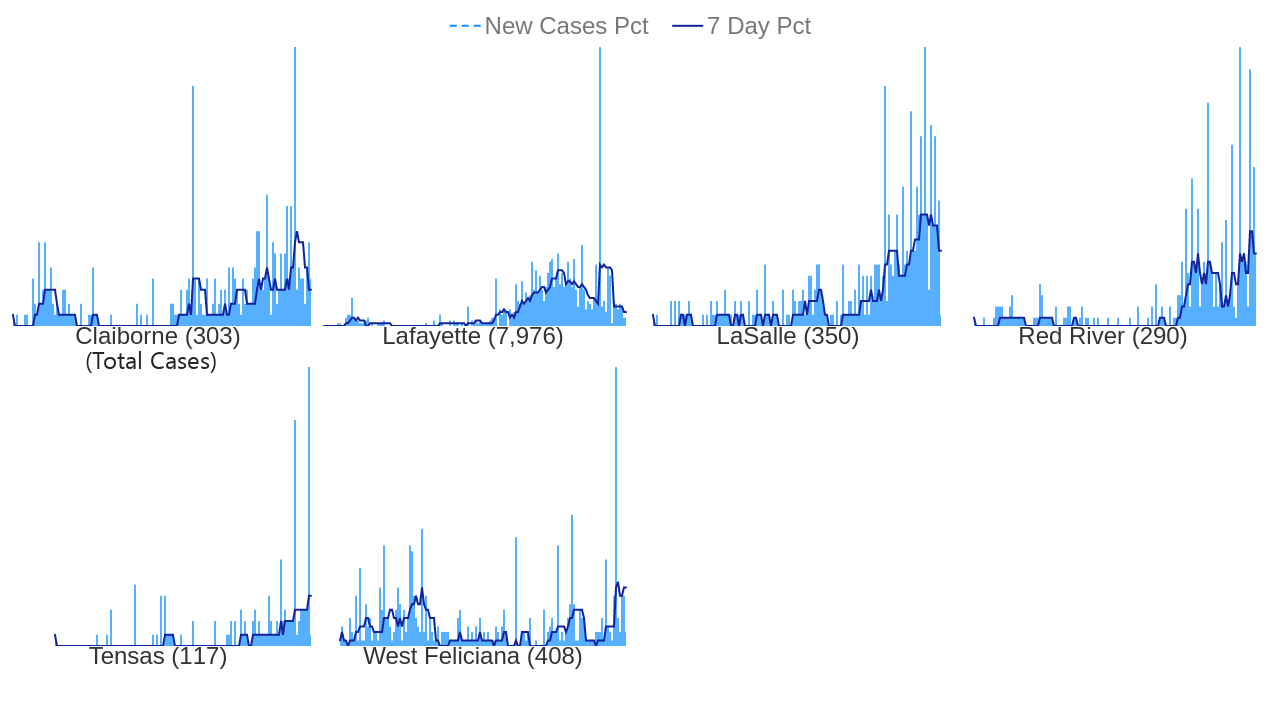 New Cases Pct 7 Day Pct
Claiborne (303)
(Total Cases)
Lafayette (7,976)
LaSalle (350)
Red River (290)
Tensas (117)
West Feliciana (408)